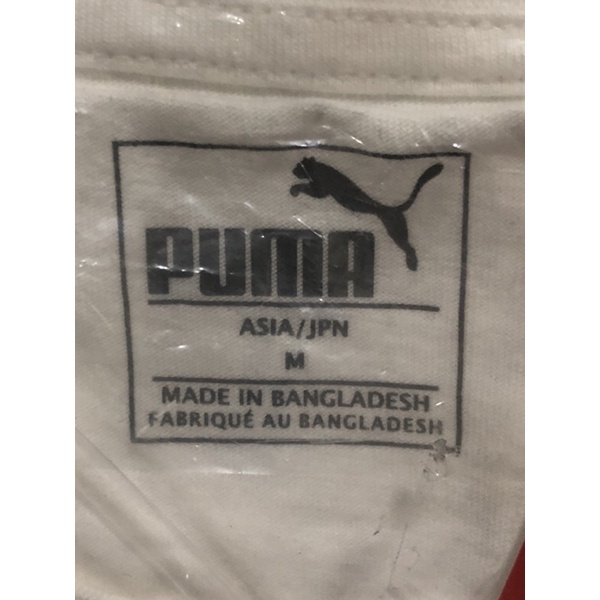 PUMA
ASIA/JPN
M
MADE IN BANGLADESH
FABRIQUÉ AU BANGLADESH